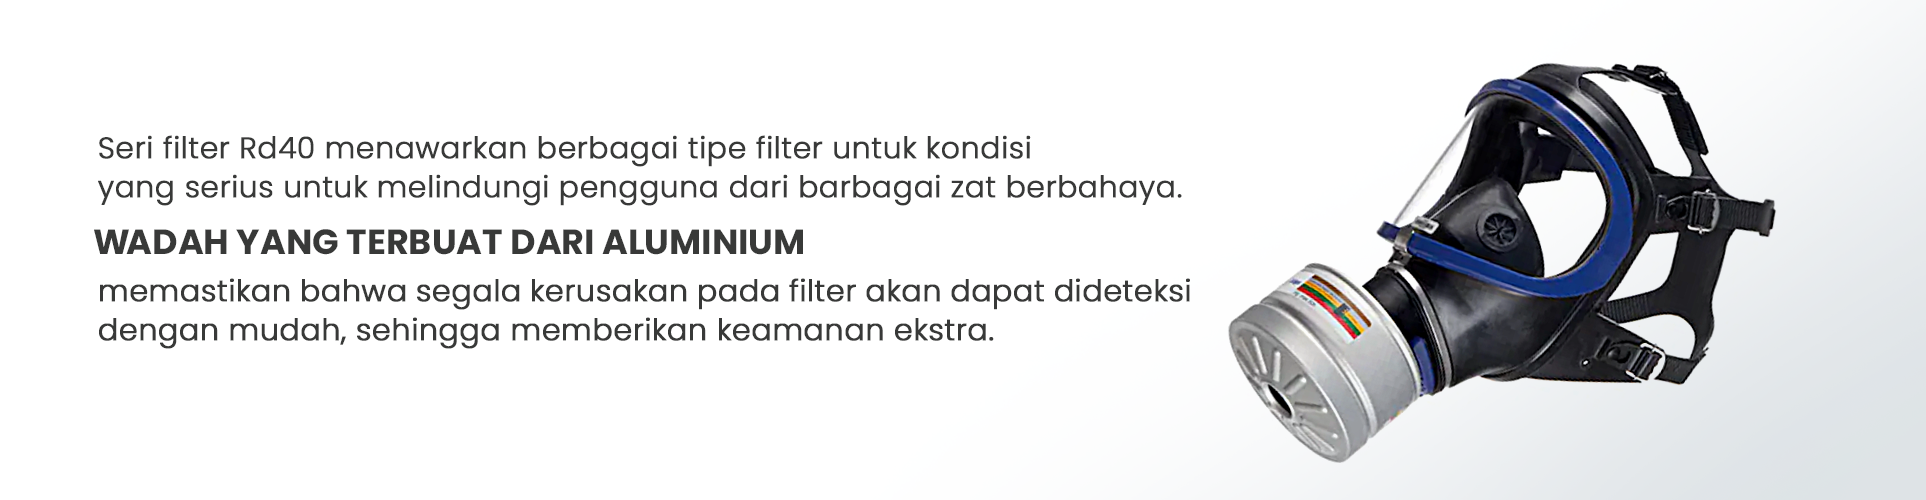 Seri filter Rd40 menawarkan berbagai tipe filter untuk kondisi
yang serius untuk melindungi pengguna dari barbagai zat berbahaya.
WADAH YANG TERBUAT DARI ALUMINIUM
memastikan bahwa segala kerusakan pada filter akan dapat dideteksi
dengan mudah, sehingga memberikan keamanan ekstra.